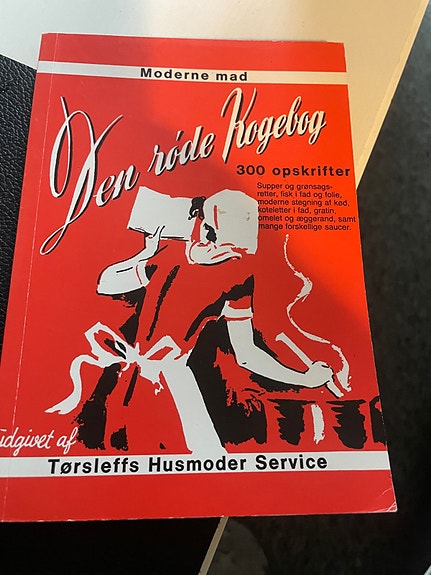 Moderne mad
Den røde Kogebog
300 opskrifter
Supper og grønsags-
retter, fisk i fad og folie,
moderne stegning af kød,
koteletter i fad, gratin,
omelet og æggerand, samt
mange forskellige saucer.
udgivet af
Tørsleffs Husmoder Service